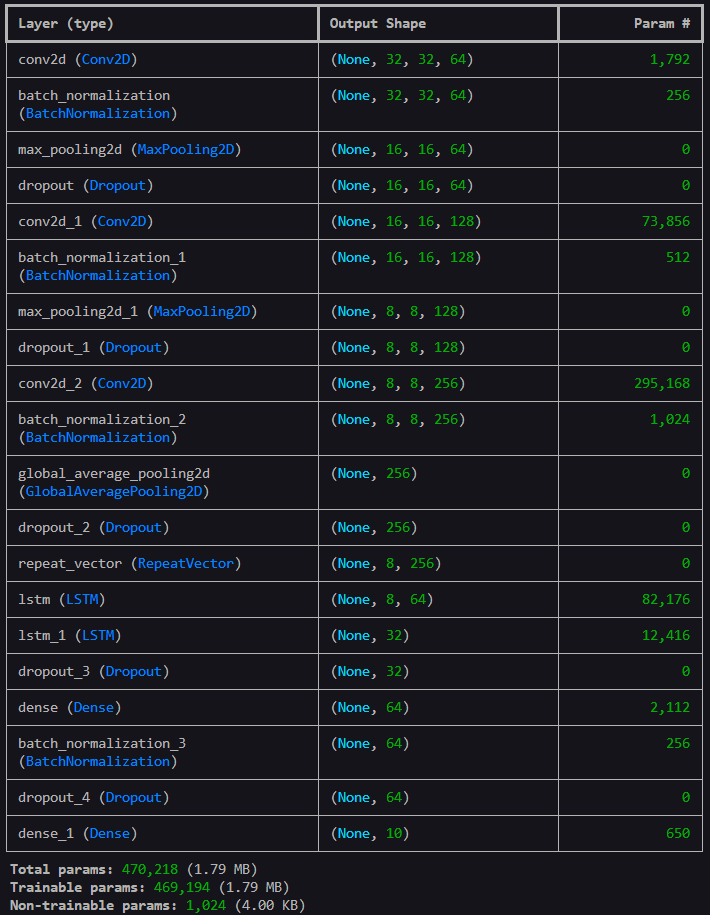 Layer (type) Output Shape Param #
conv2d (Conv2D) (None, 32, 32, 64) 1,792
batch_normalization (None, 32, 32, 64) 256
(BatchNormalization)
max_pooling2d (MaxPooling2D) (None, 16, 16, 64) 0
dropout (Dropout) (None, 16, 16, 64) 0
conv2d_1 (Conv2D) (None, 16, 16, 128) 73,856
batch_normalization_1 (None, 16, 16, 128) 512
(BatchNormalization)
max_pooling2d_1 (MaxPooling2D) (None, 8, 8, 128) 0
dropout_1 (Dropout) (None, 8, 8, 128) 0
conv2d_2 (Conv2D) (None, 8, 8, 256) 295,168
batch_normalization_2 (None, 8, 8, 256) 1,024
(BatchNormalization)
global_average_pooling2d (None, 256) 0
(GlobalAveragePooling2D)
dropout_2 (Dropout) (None, 256) 0
repeat_vector (RepeatVector) (None, 8, 256) 0
lstm (LSTM) (None, 8, 64) 82,176
lstm_1 (LSTM) (None, 32) 12,416
dropout_3 (Dropout) (None, 32) 0
dense (Dense) (None, 64) 2,112
batch_normalization_3 (None, 64) 256
(BatchNormalization)
dropout_4 (Dropout) (None, 64) 0
dense_1 (Dense) (None, 10) 650
Total params: 470,218 (1.79 MB)
Trainable params: 469,194 (1.79 MB)
Non-trainable params: 1,024 (4.00 KB)